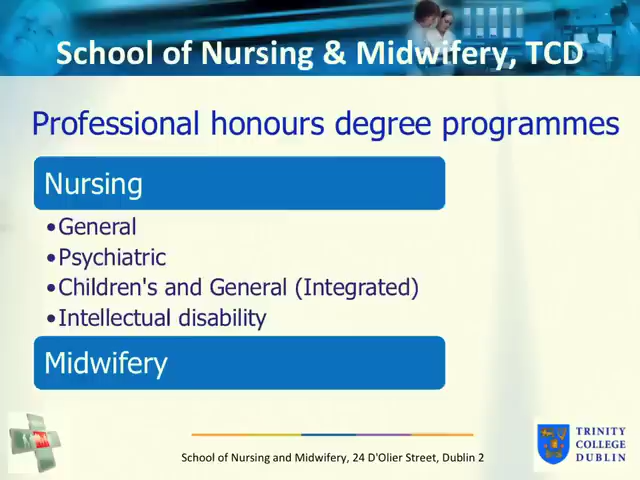 School of Nursing & Midwifery, TCD
Professional honours degree programmes
Nursing
•General
•Psychiatric
•Children's and General (Integrated)
•Intellectual disability
Midwifery
School of Nursing and Midwifery, 24 D'Olier Street, Dublin 2
TRINITY
COLLEGE
DUBLIN